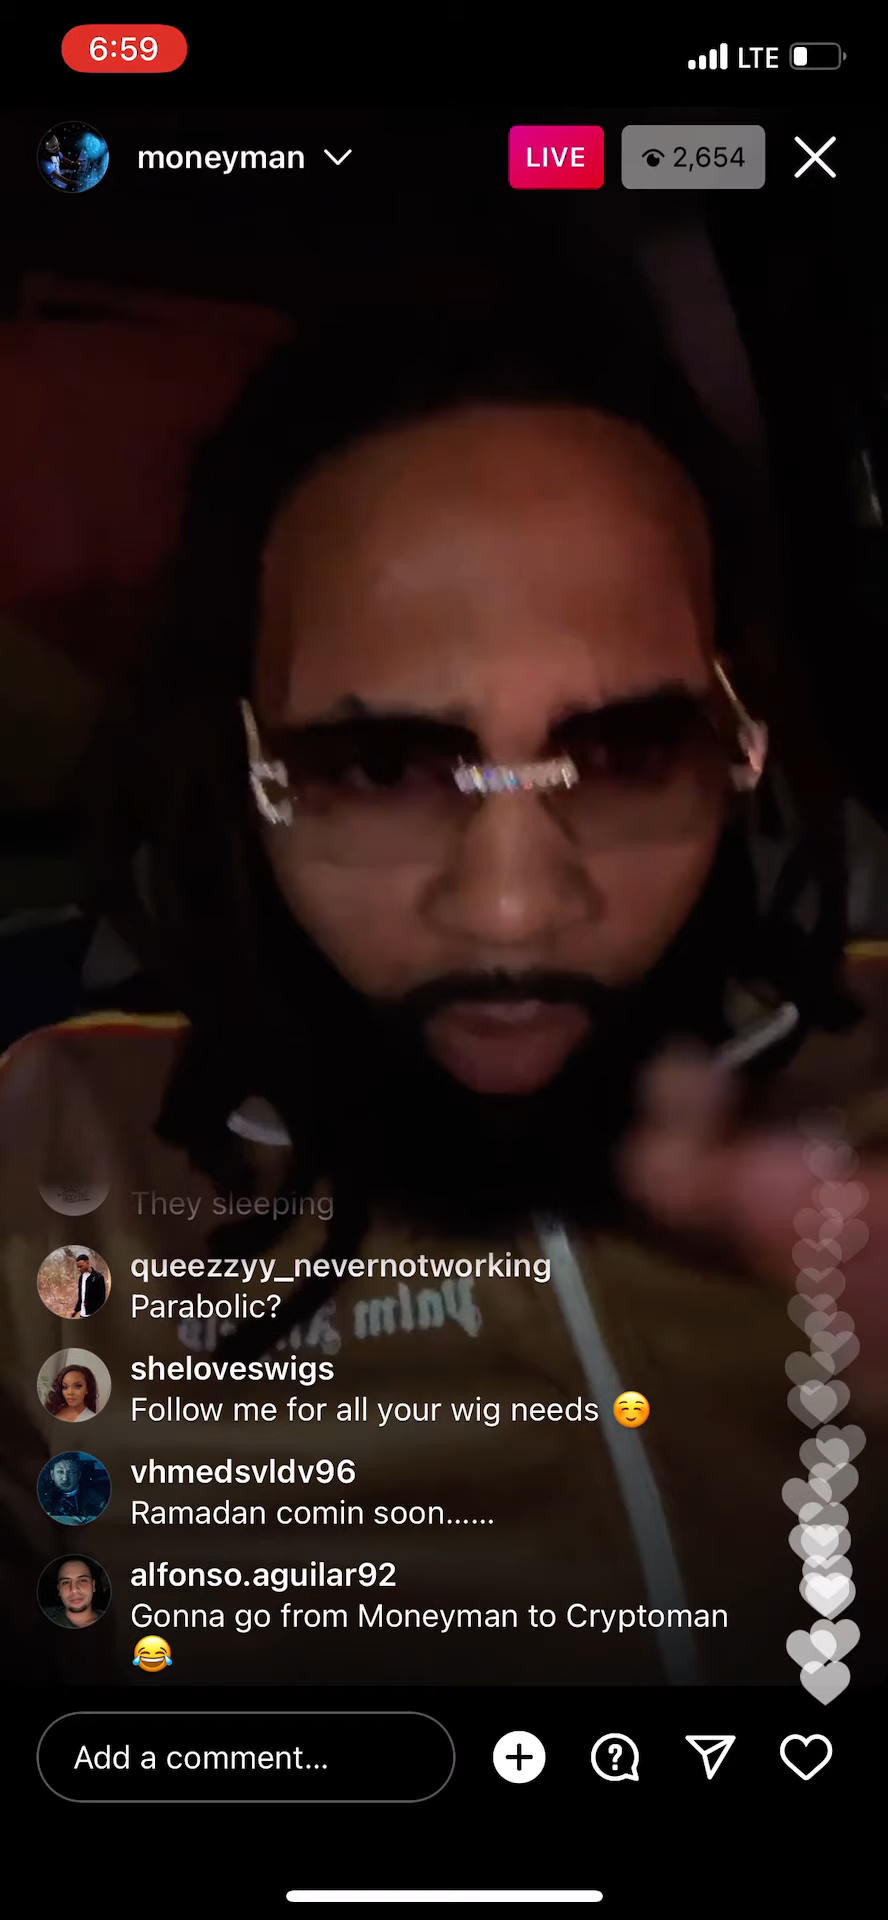 6:59
LTE
moneyman
LIVE
2,654
They sleeping
queezzyy_nevernotworking
Parabolic?
sheloveswigs
Follow me for all your wig needs ☺️
vhmedsvldv96
Ramadan comin soon......
alfonso.aguilar92
Gonna go from Moneyman to Cryptoman
😂
Add a comment...